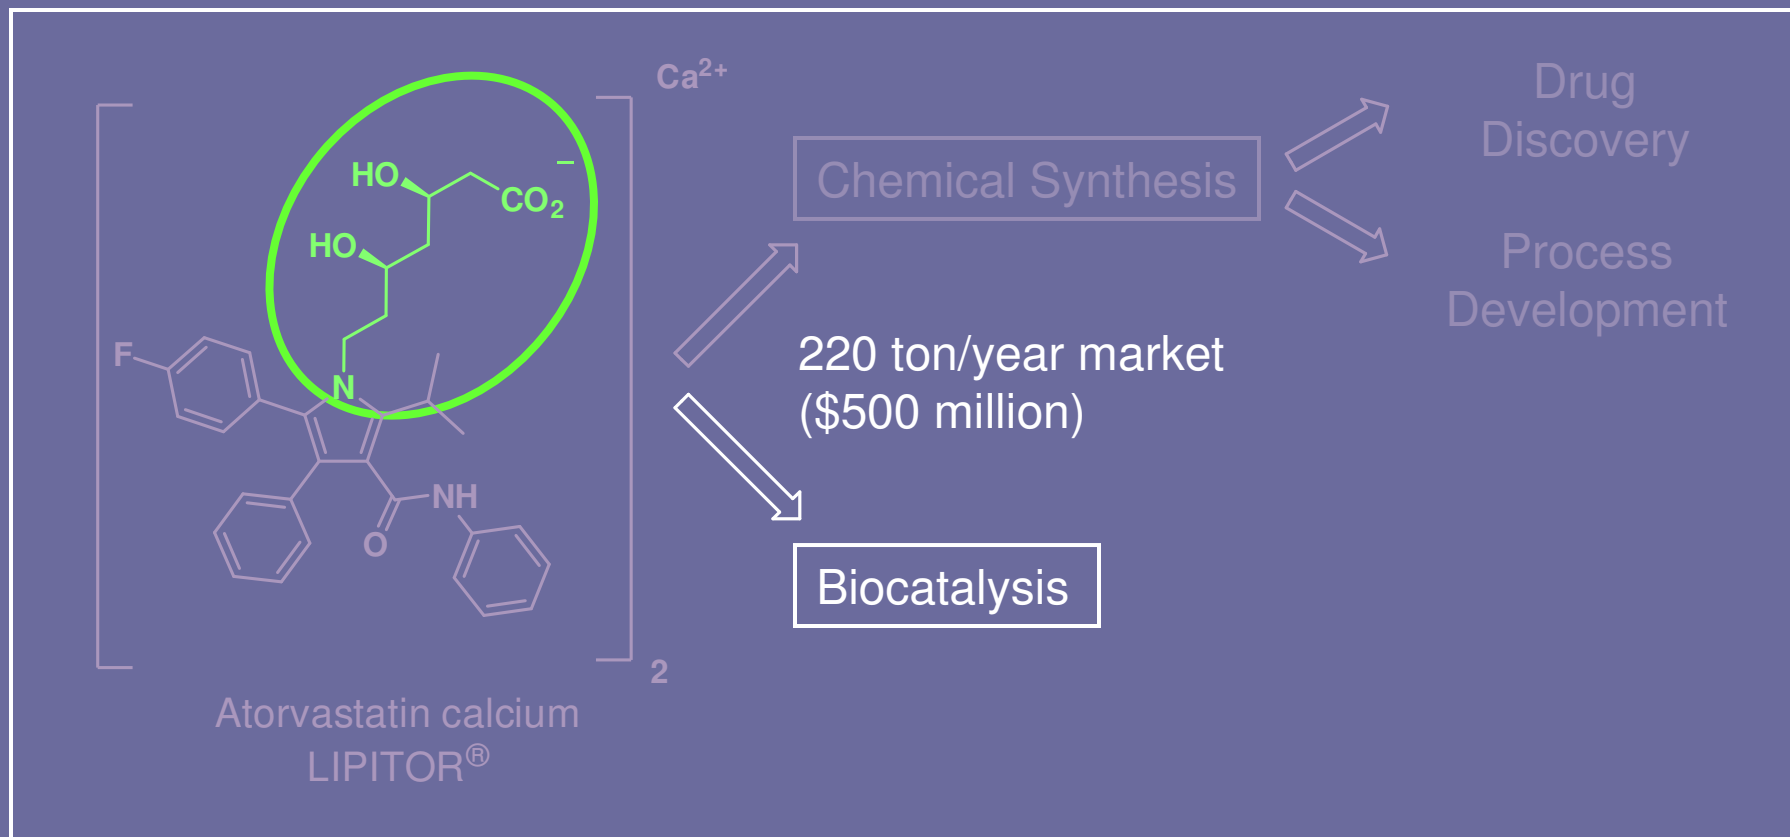 Ca2+
HO
CO2–
HO
F
N
NH
O
2
Atorvastatin calcium
LIPITOR®
Chemical Synthesis
Drug
Discovery
Process
Development
220 ton/year market
($500 million)
Biocatalysis